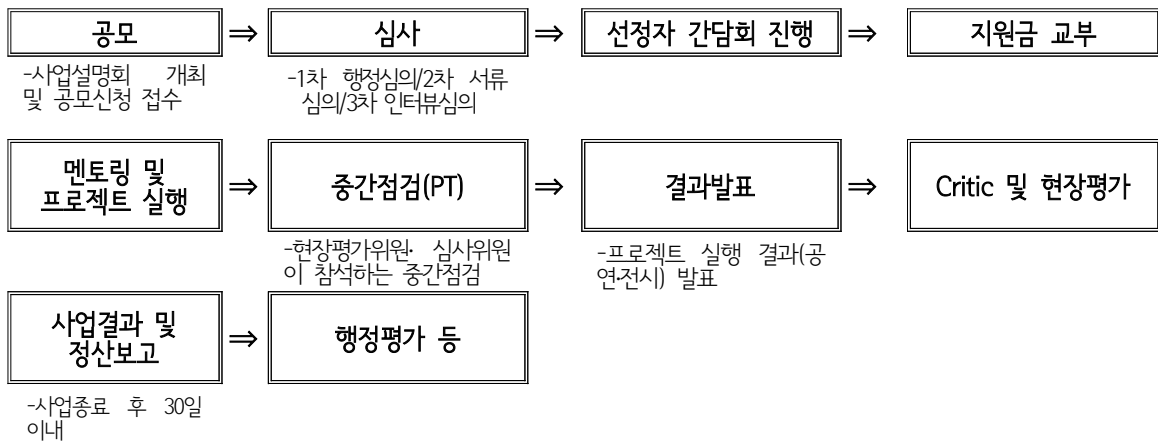 공모 ⇒ 심사 ⇒ 선정자 간담회 진행 ⇒ 지원금 교부
-사업설명회 개최
및 공모신청 접수
-1차 행정심의/2차 서류
심의/3차 인터뷰심의
멘토링 및
프로젝트 실행 ⇒ 중간점검(PT) ⇒ 결과발표 ⇒ Critic 및 현장평가
-현장평가위원· 심사위원
이 참석하는 중간점검
-프로젝트 실행 결과(공
연·전시) 발표
사업결과 및
정산보고 ⇒ 행정평가 등
-사업종료 후 30일
이내